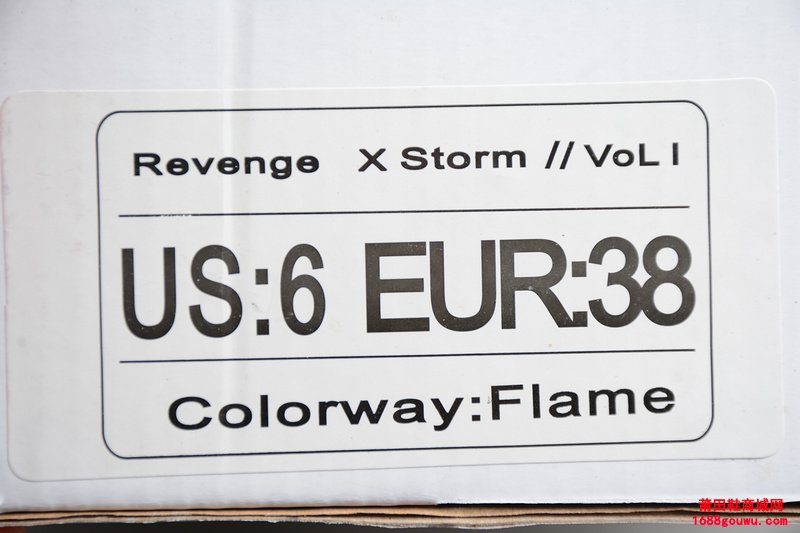 Revenge X Storm // VoL I
US:6 EUR:38
Colorway:Flame
莆田鞋商城网
1688gouwu.com